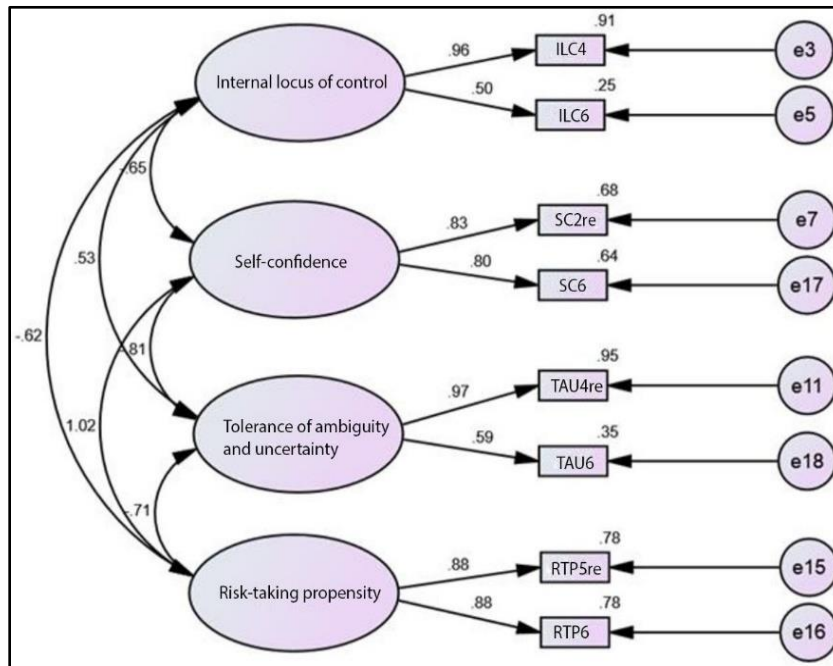 .91
.96
ILC4
e3
Internal locus of control
.25
.50
ILC6
e5
-.65
.68
.83
SC2re
e7
.53
Self-confidence
.64
.80
SC6
e17
-.62
-.81
.95
.97
TAU4re
e11
1.02
Tolerance of ambiguity
and uncertainty
.35
.59
TAU6
e18
-.71
.78
.88
RTP5re
e15
Risk-taking propensity
.78
.88
RTP6
e16